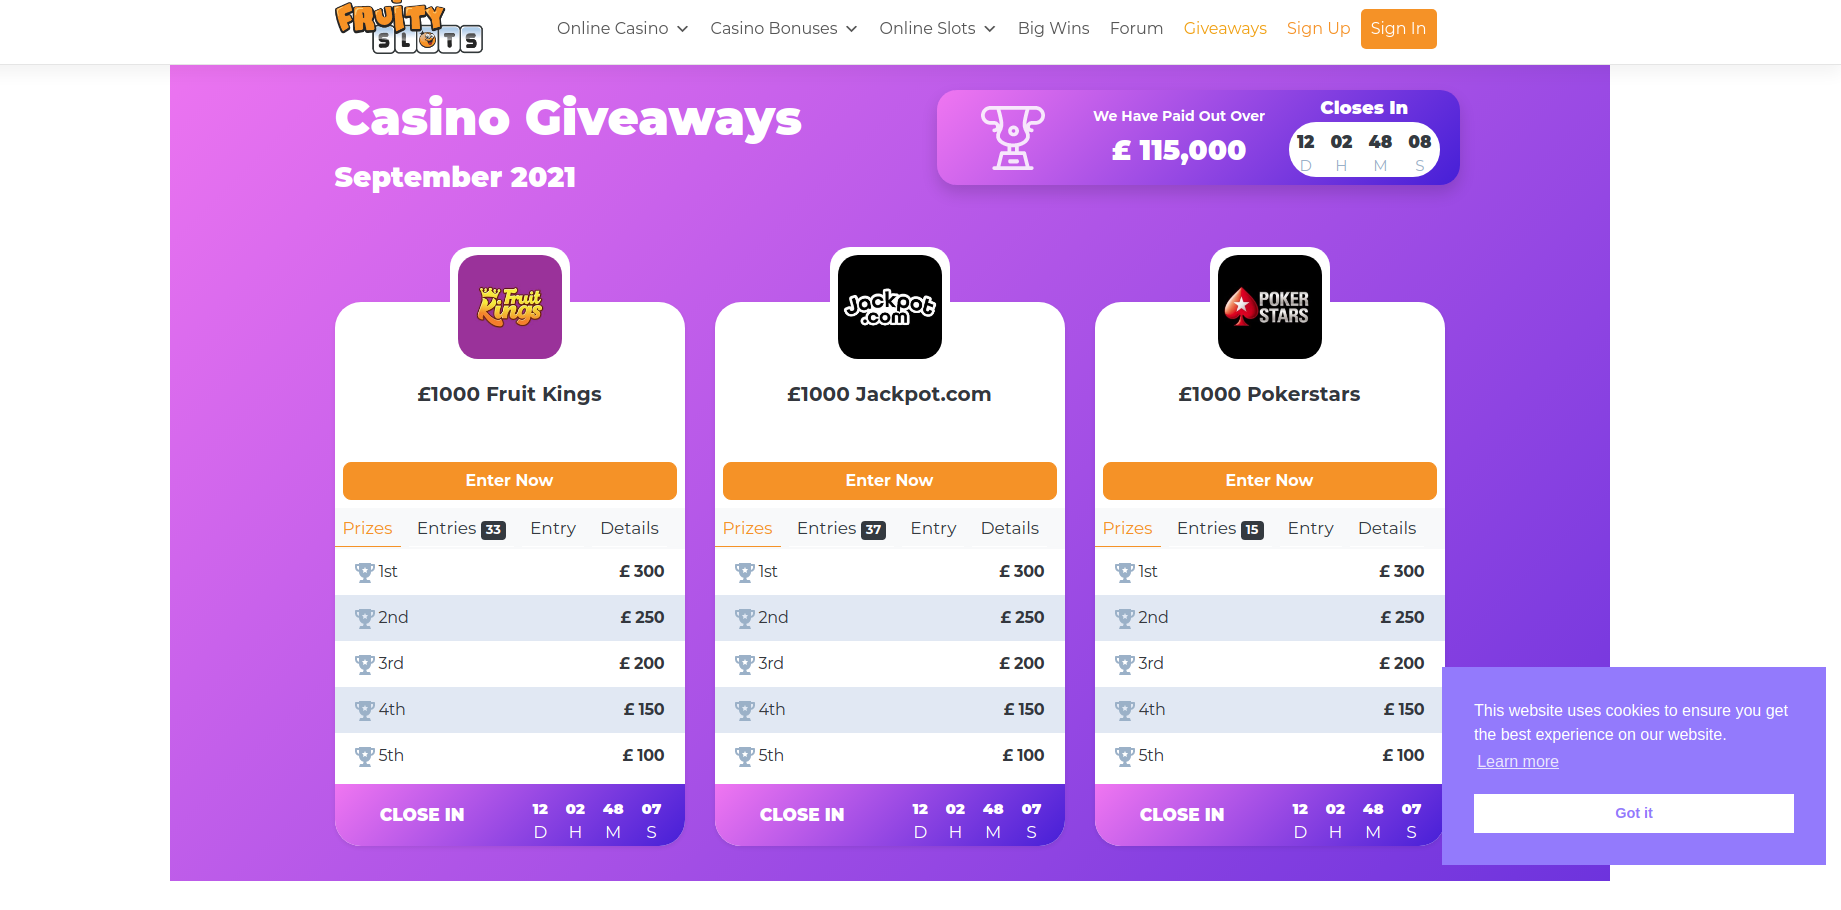 FRUITY
SLOTS
Online Casino
Casino Bonuses
Online Slots
Big Wins
Forum
Giveaways
Sign Up
Sign In
Casino Giveaways
September 2021
We Have Paid Out Over
£ 115,000
Closes In
12 02 48 08
D H M S
Fruit
Kings
£1000 Fruit Kings
Enter Now
Prizes Entries 33 Entry Details
1st £ 300
2nd £ 250
3rd £ 200
4th £ 150
5th £ 100
CLOSE IN
12 02 48 07
D H M S
Jackpot
.com
£1000 Jackpot.com
Enter Now
Prizes Entries 37 Entry Details
1st £ 300
2nd £ 250
3rd £ 200
4th £ 150
5th £ 100
CLOSE IN
12 02 48 07
D H M S
POKER
STARS
£1000 Pokerstars
Enter Now
Prizes Entries 15 Entry Details
1st £ 300
2nd £ 250
3rd £ 200
4th £ 150
5th £ 100
CLOSE IN
12 02 48 07
D H M S
This website uses cookies to ensure you get
the best experience on our website.
Learn more
Got it